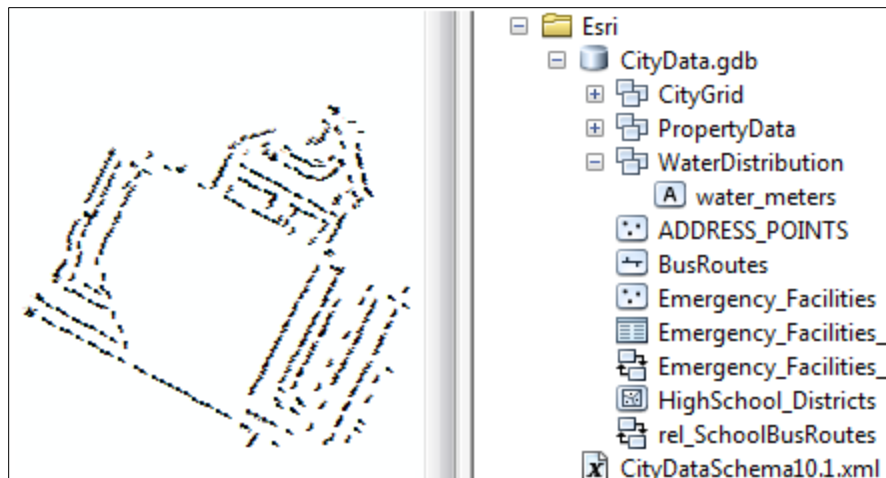 Esri
CityData.gdb
CityGrid
PropertyData
WaterDistribution
A water_meters
ADDRESS_POINTS
BusRoutes
Emergency_Facilities
Emergency_Facilities_
Emergency_Facilities_
HighSchool_Districts
rel_SchoolBusRoutes
CityDataSchema10.1.xml